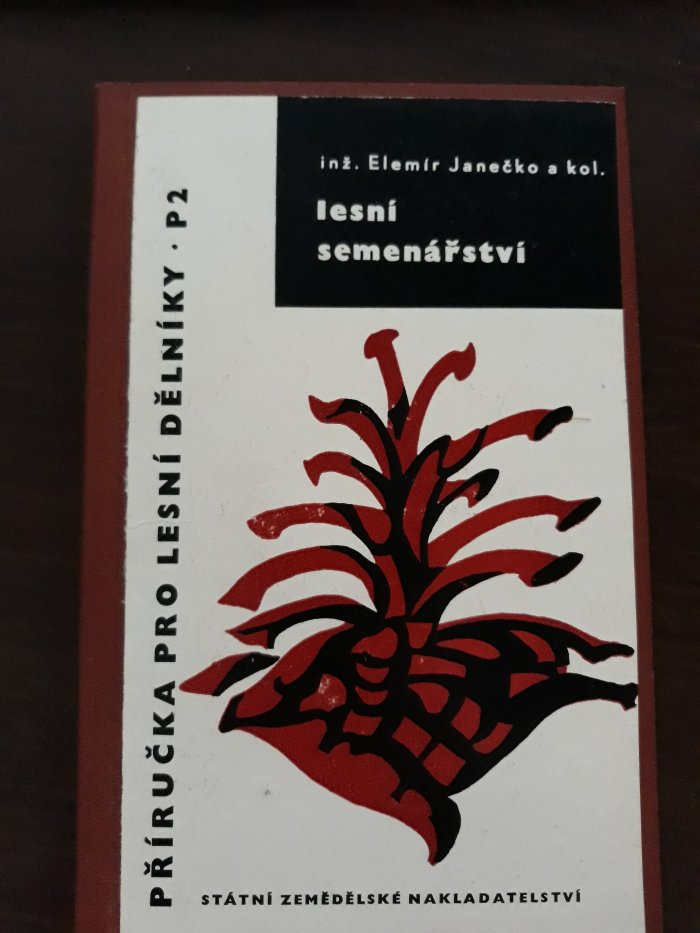 inž. Elemír Janečko a kol.
lesní
semenářství
PŘÍRUČKA PRO LESNÍ DĚLNÍKY · P2
STÁTNÍ ZEMĚDĚLSKÉ NAKLADATELSTVÍ